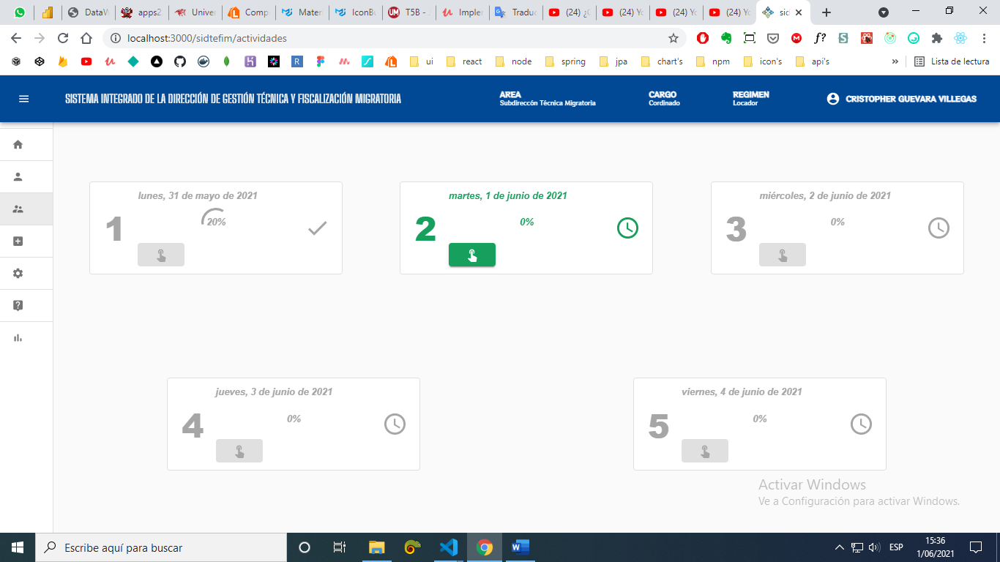 DataW
apps2
Univer
Comp
Mater
IconBu
T5B - .
Impler
Traduc
(24) ¿C
(24) Yo
(24) Yo
(24) Yo
sid
localhost:3000/sidtefim/actividades
ui
react
node
spring
jpa
chart's
npm
icon's
api's
»
Lista de lectura
SISTEMA INTEGRADO DE LA DIRECCIÓN DE GESTIÓN TÉCNICA Y FISCALIZACIÓN MIGRATORIA
AREA
Subdireccón Técnica Migratoria
CARGO
Cordinado
REGIMEN
Locador
CRISTOPHER GUEVARA VILLEGAS
lunes, 31 de mayo de 2021
1
20%
martes, 1 de junio de 2021
2
0%
miércoles, 2 de junio de 2021
3
0%
jueves, 3 de junio de 2021
4
0%
viernes, 4 de junio de 2021
5
0%
Activar Windows
Ve a Configuración para activar Windows.
Escribe aquí para buscar
ESP
15:36
1/06/2021